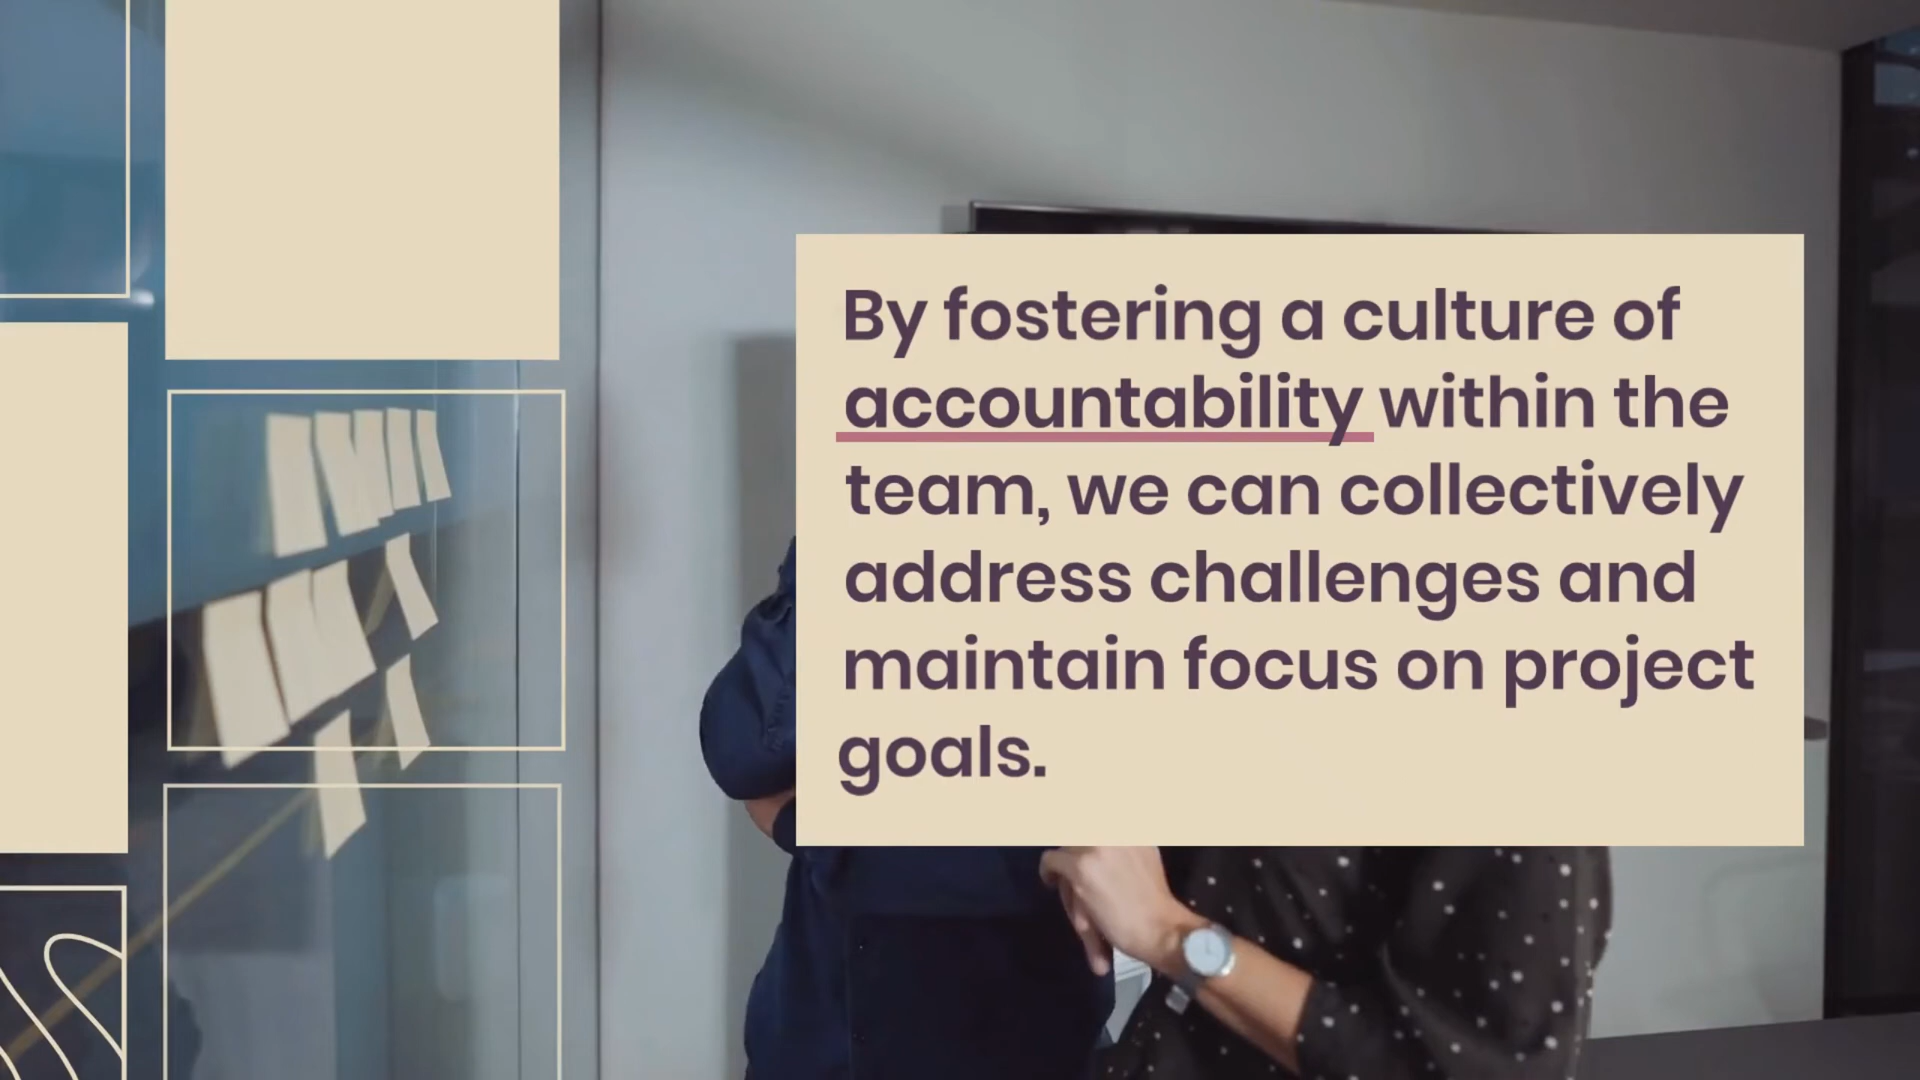 By fostering a culture of
accountability within the
team, we can collectively
address challenges and
maintain focus on project
goals.